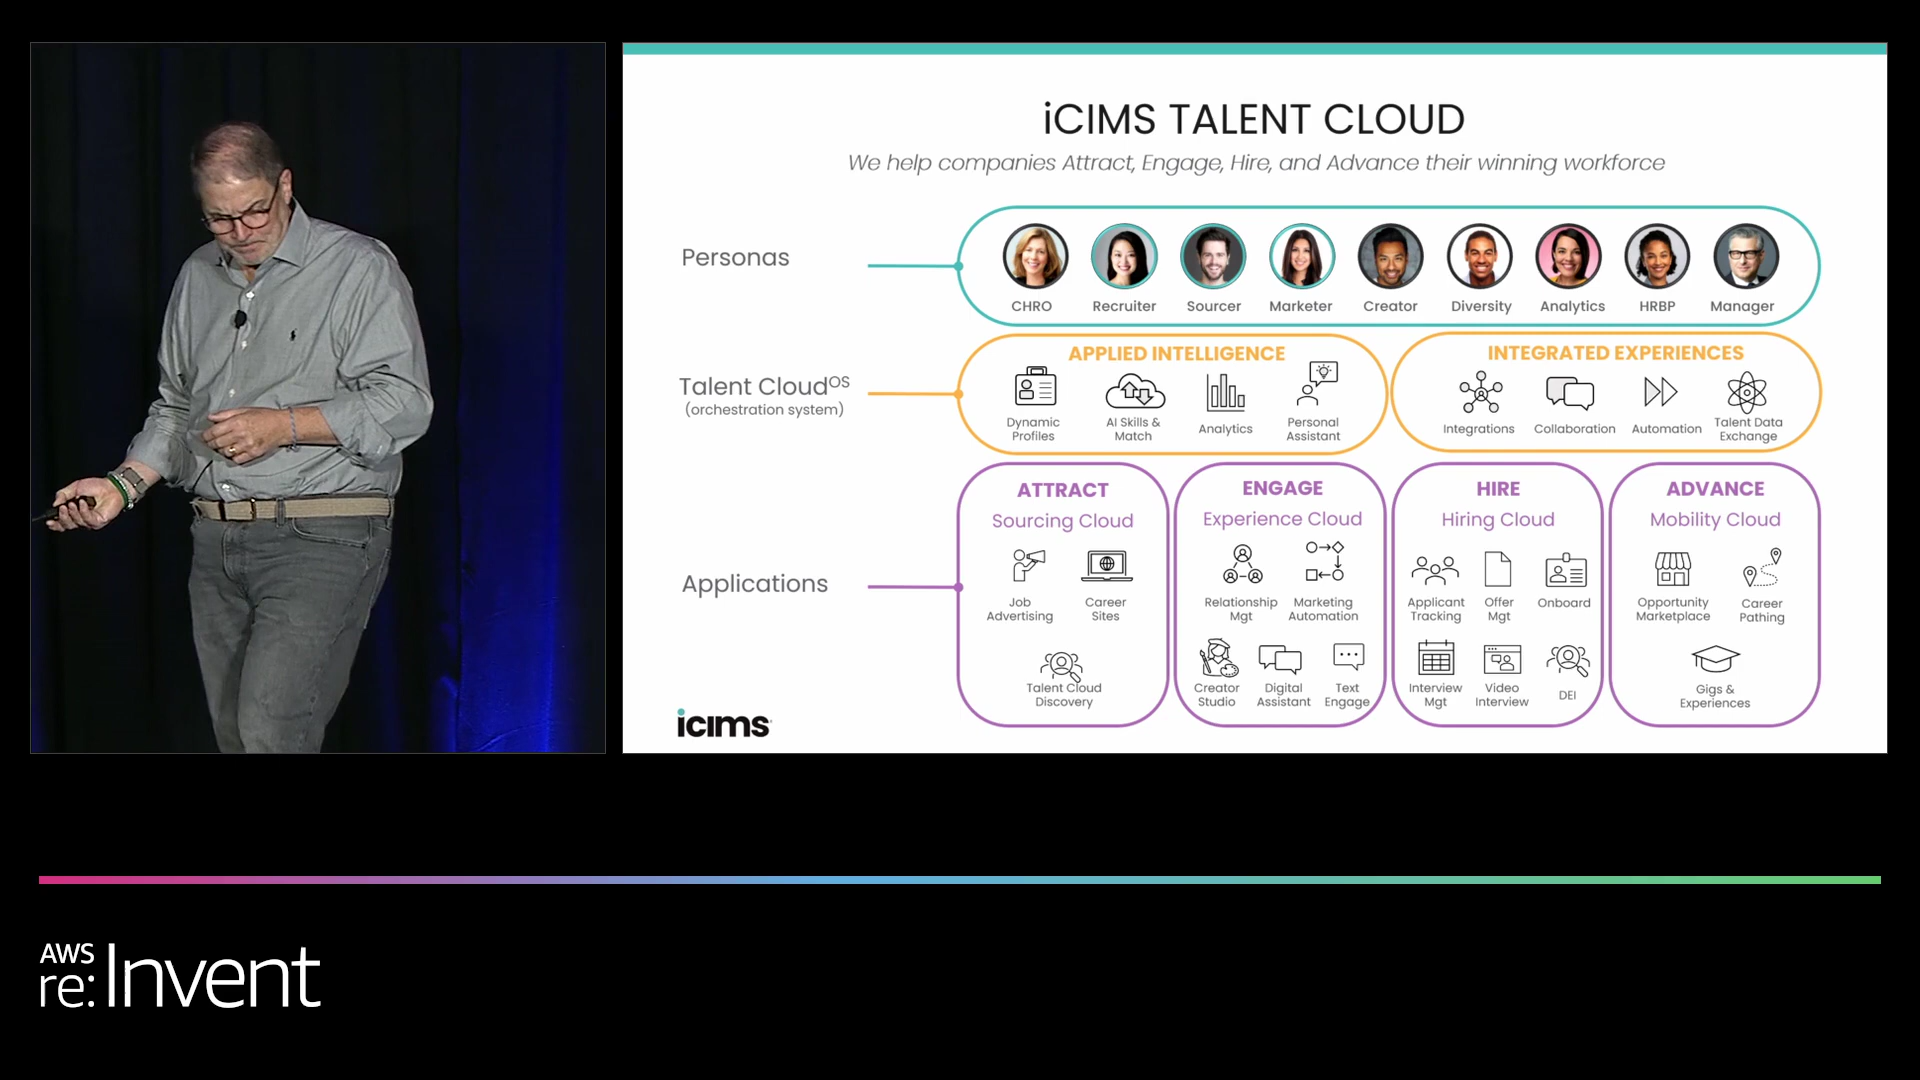 iCIMS TALENT CLOUD
We help companies Attract, Engage, Hire, and Advance their winning workforce
Personas
CHRO
Recruiter
Sourcer
Marketer
Creator
Diversity
Analytics
HRBP
Manager
Talent CloudOS
(orchestration system)
APPLIED INTELLIGENCE
Dynamic
Profiles
AI Skills &
Match
Analytics
Personal
Assistant
INTEGRATED EXPERIENCES
Integrations
Collaboration
Automation
Talent Data
Exchange
Applications
ATTRACT
Sourcing Cloud
Job
Advertising
Career
Sites
Talent Cloud
Discovery
ENGAGE
Experience Cloud
Relationship
Mgt
Marketing
Automation
Creator
Studio
Digital
Assistant
Text
Engage
HIRE
Hiring Cloud
Applicant
Tracking
Offer
Mgt
Onboard
Interview
Mgt
Video
Interview
DEI
ADVANCE
Mobility Cloud
Opportunity
Marketplace
Career
Pathing
Gigs &
Experiences
icims
AWS
re:Invent